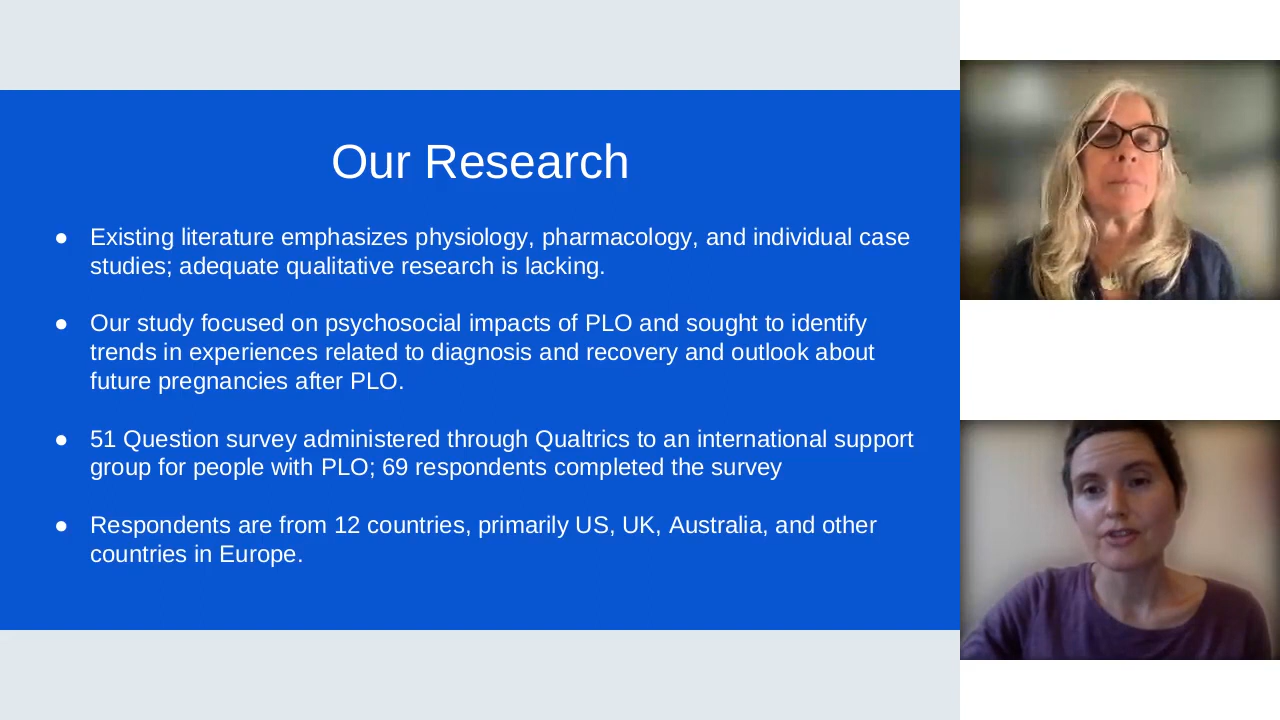 Our Research
● Existing literature emphasizes physiology, pharmacology, and individual case
studies; adequate qualitative research is lacking.
● Our study focused on psychosocial impacts of PLO and sought to identify
trends in experiences related to diagnosis and recovery and outlook about
future pregnancies after PLO.
● 51 Question survey administered through Qualtrics to an international support
group for people with PLO; 69 respondents completed the survey
● Respondents are from 12 countries, primarily US, UK, Australia, and other
countries in Europe.